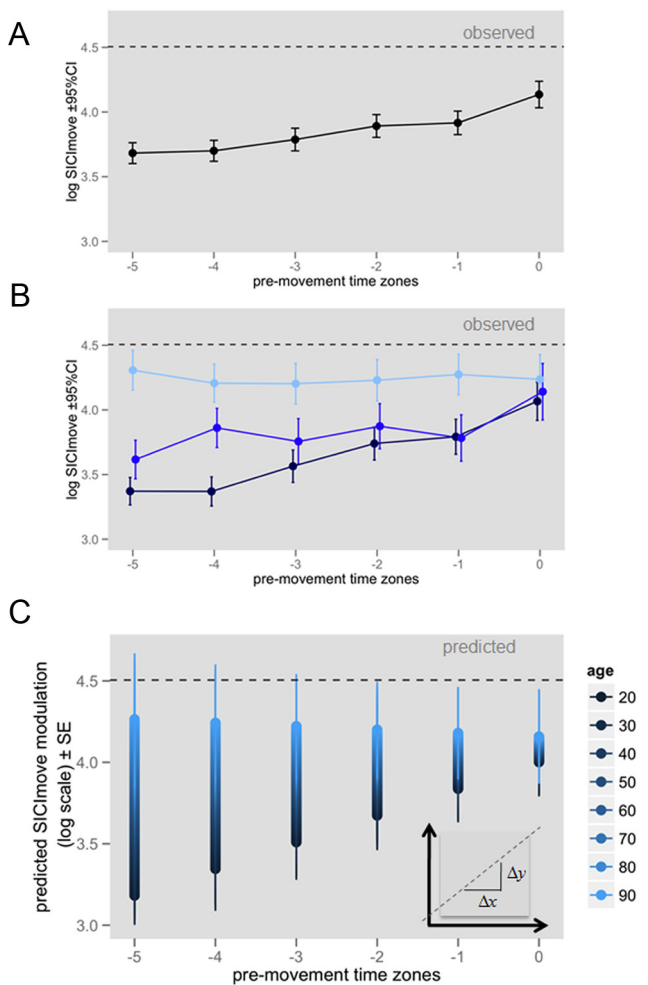 A
observed
log SICImove ±95%CI
4.5
4.0
3.5
3.0
-5 -4 -3 -2 -1 0
pre-movement time zones
B
observed
log SICImove ±95%CI
4.5
4.0
3.5
3.0
-5 -4 -3 -2 -1 0
pre-movement time zones
C
predicted
predicted SICImove modulation
(log scale) ± SE
4.5
4.0
3.5
3.0
Δy
Δx
-5 -4 -3 -2 -1 0
pre-movement time zones
age
20
30
40
50
60
70
80
90